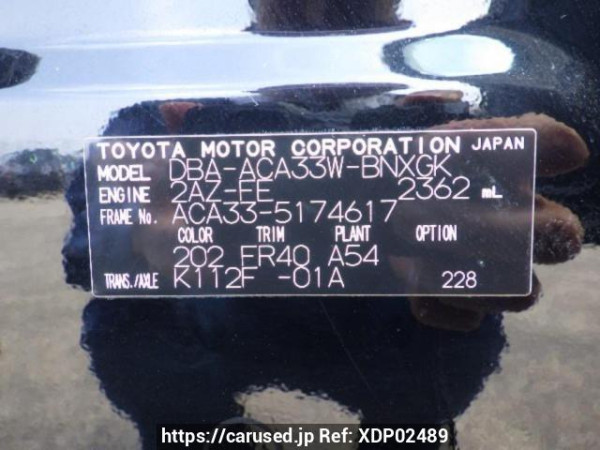 TOYOTA MOTOR CORPORATION JAPAN
MODEL DBA-ACA33W-BNXGK
ENGINE 2AZ-FE 2362 mL
FRAME No. ACA33-5174617
COLOR TRIM PLANT OPTION
202 FR40 A54
TRANS./AXLE K112F -01A 228
https://carused.jp Ref: XDP02489